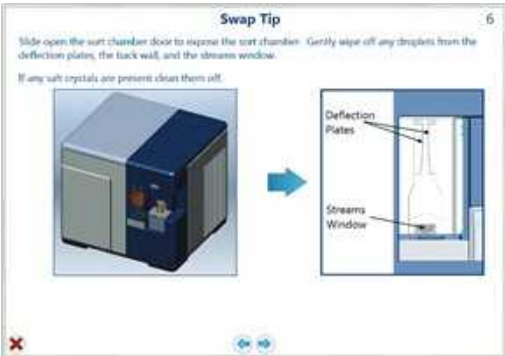 Swap Tip
6
Slide open the sort chamber door to expose the sort chamber. Gently wipe off any droplets from the
deflection plates, the back wall, and the streams window.
If any salt crystals are present clean them off.
Deflection
Plates
Streams
Window